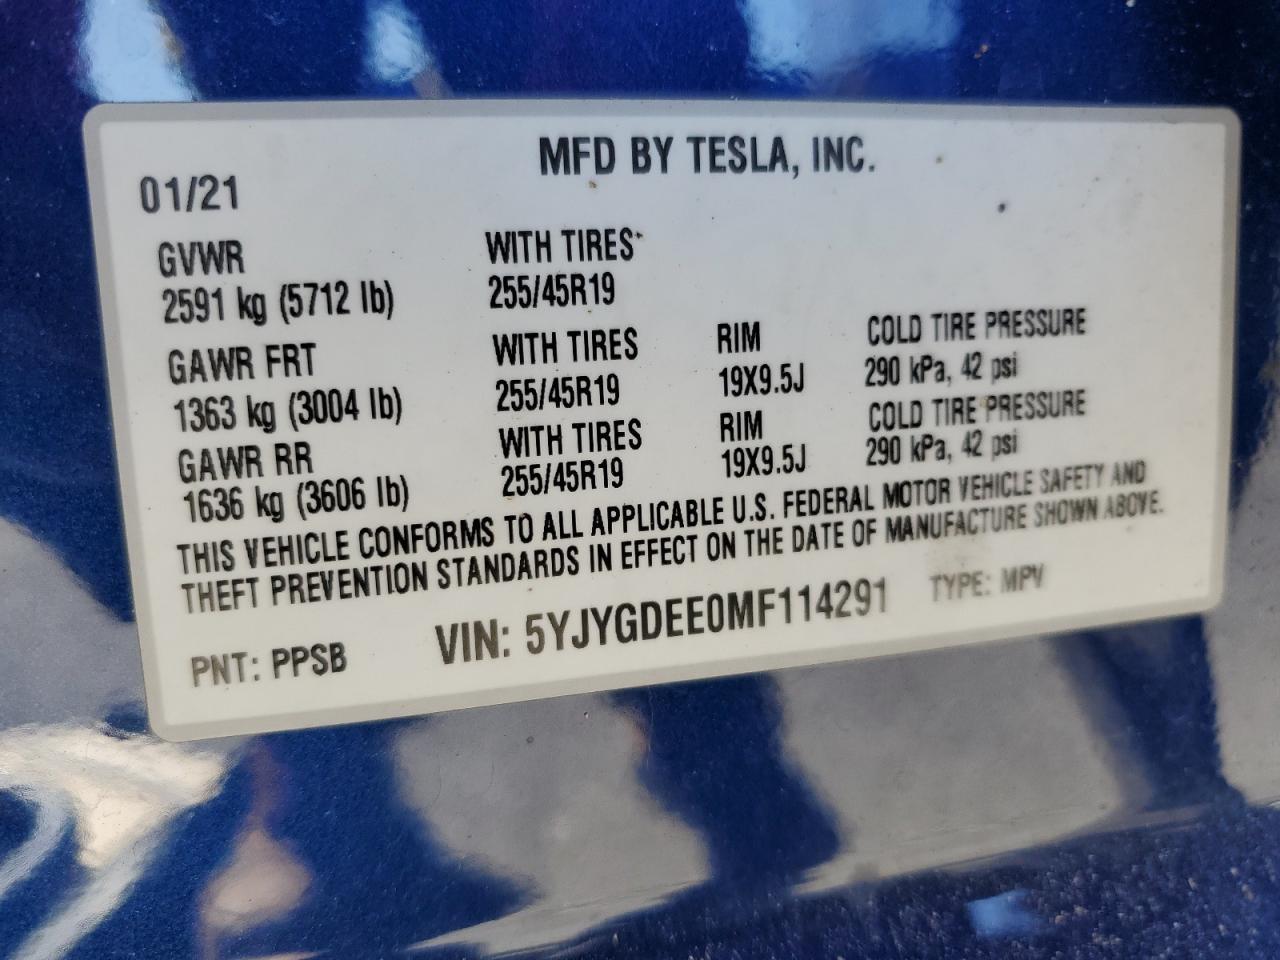 MFD BY TESLA, INC.
01/21
GVWR WITH TIRES
2591 kg (5712 lb) 255/45R19
GAWR FRT WITH TIRES RIM COLD TIRE PRESSURE
1363 kg (3004 lb) 255/45R19 19X9.5J 290 kPa, 42 psi
GAWR RR WITH TIRES RIM COLD TIRE PRESSURE
1636 kg (3606 lb) 255/45R19 19X9.5J 290 kPa, 42 psi
THIS VEHICLE CONFORMS TO ALL APPLICABLE U.S. FEDERAL MOTOR VEHICLE SAFETY AND
THEFT PREVENTION STANDARDS IN EFFECT ON THE DATE OF MANUFACTURE SHOWN ABOVE.
PNT: PPSB VIN: 5YJYGDEE0MF114291 TYPE: MPV